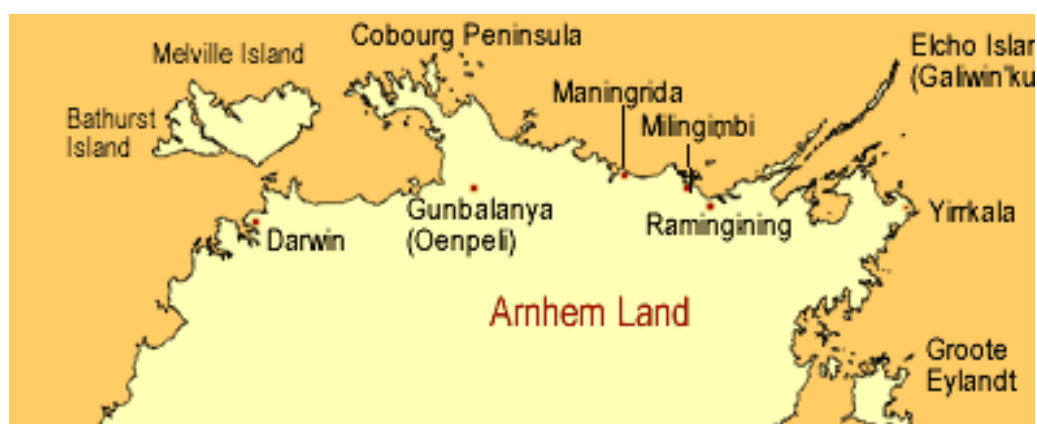 Melville Island
Cobourg Peninsula
Elcho Islan
(Galiwin'ku
Maningrida
Milingimbi
Bathurst
Island
Gunbalanya
(Oenpeli)
Ramingining
Yirrkala
Darwin
Arnhem Land
Groote
Eylandt